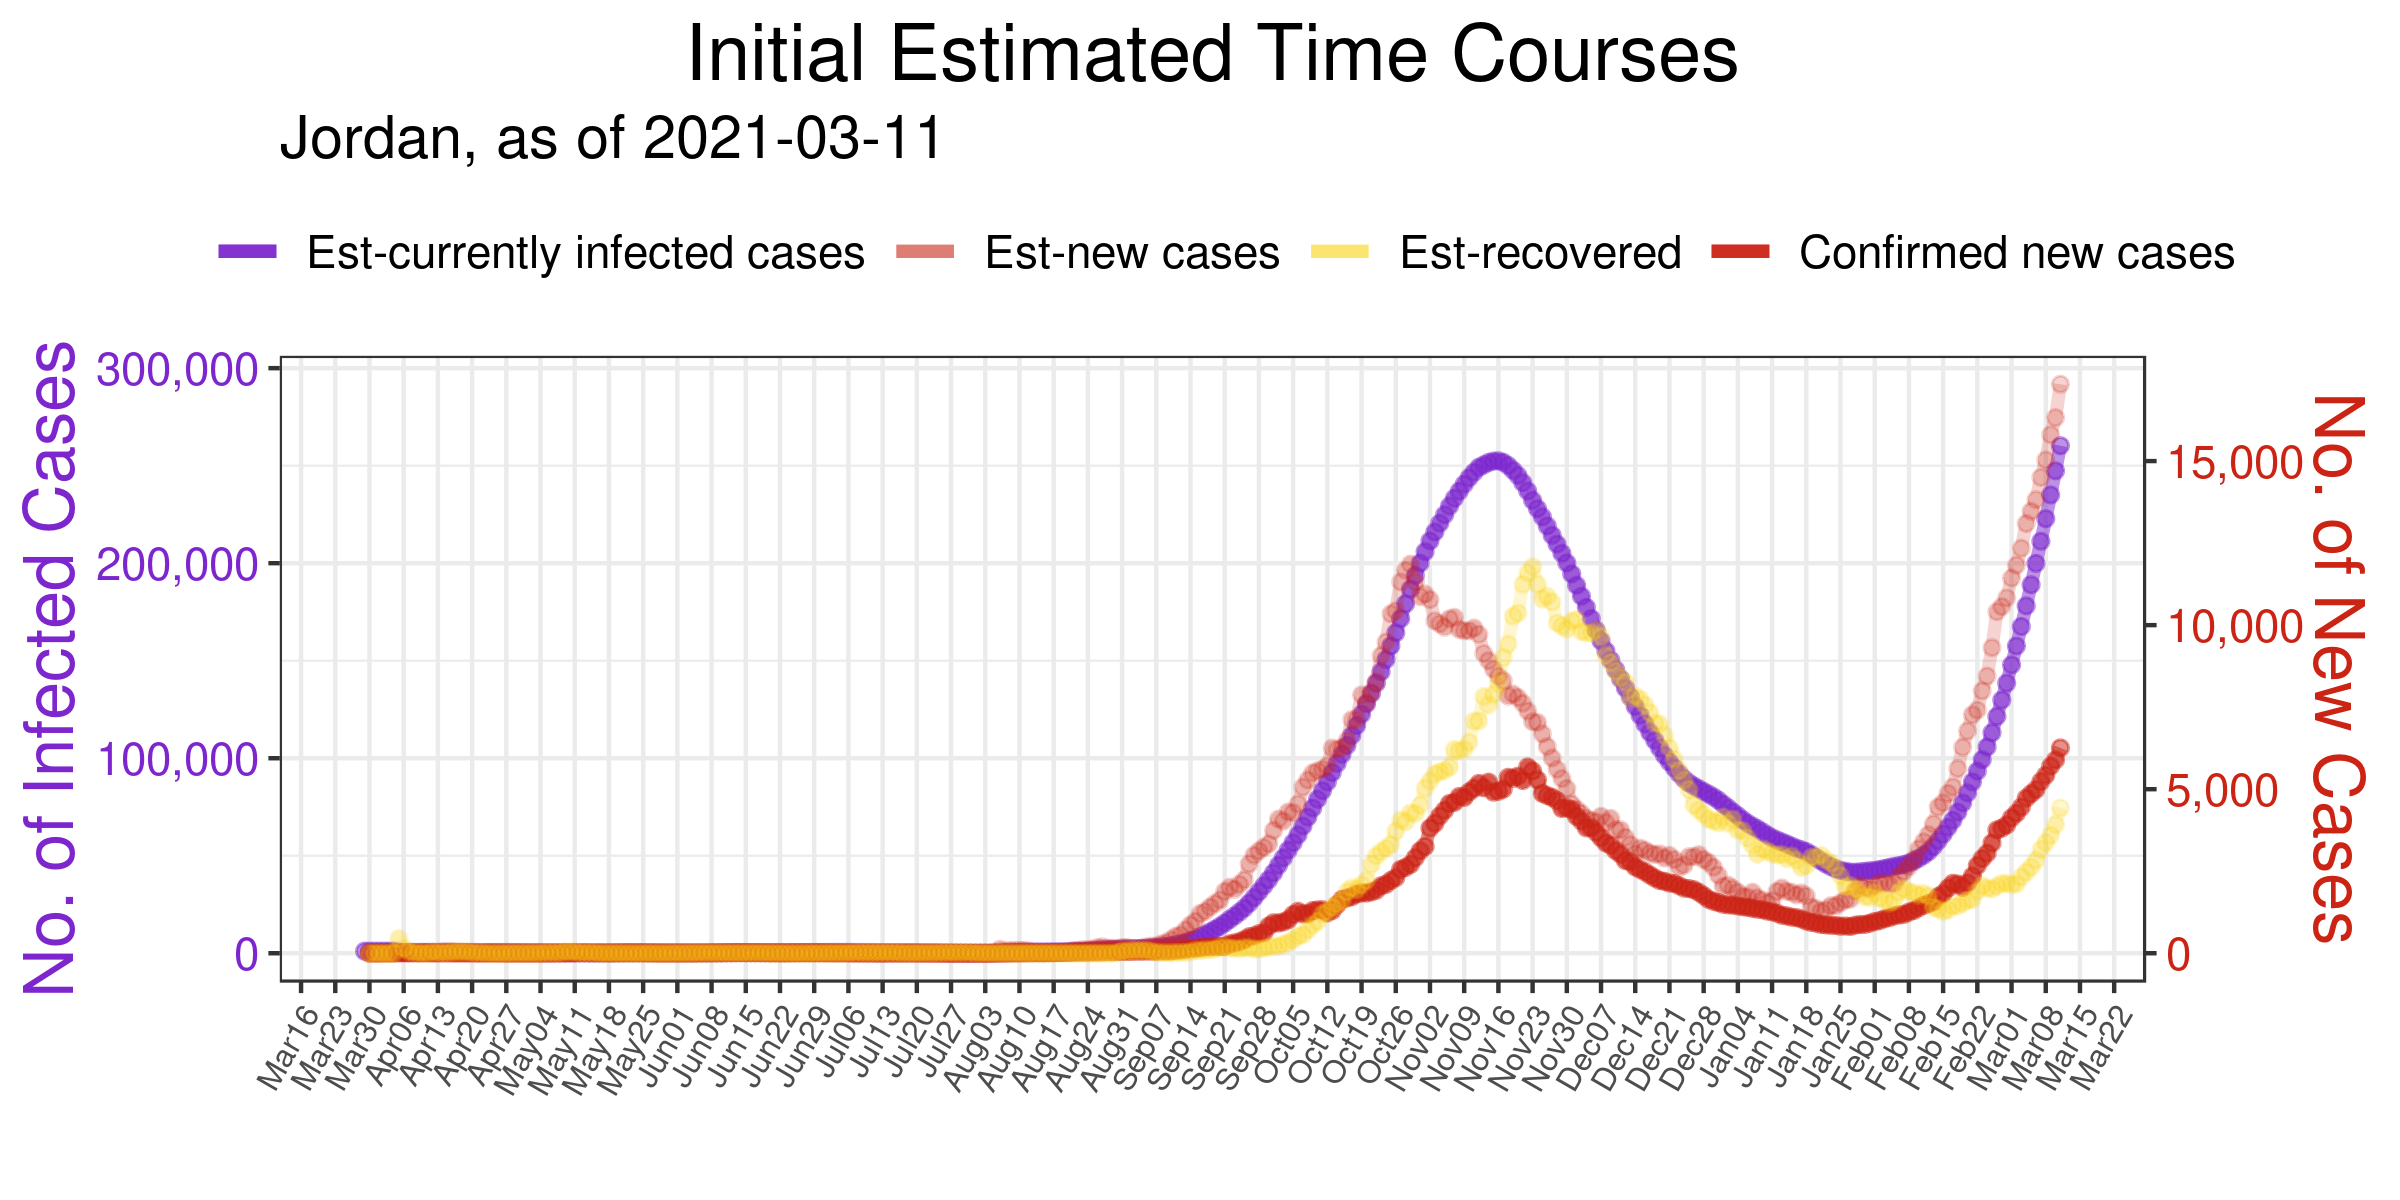 Initial Estimated Time Courses
Jordan, as of 2021-03-11
Est-currently infected cases Est-new cases Est-recovered Confirmed new cases
No. of Infected Cases
300,000
200,000
100,000
0
15,000
10,000
5,000
0
No. of New Cases
Mar16 Mar23 Mar30 Apr06 Apr13 Apr20 Apr27 May04 May11 May18 May25 Jun01 Jun08 Jun15 Jun22 Jun29 Jul06 Jul13 Jul20 Jul27 Aug03 Aug10 Aug17 Aug24 Aug31 Sep07 Sep14 Sep21 Sep28 Oct05 Oct12 Oct19 Oct26 Nov02 Nov09 Nov16 Nov23 Nov30 Dec07 Dec14 Dec21 Dec28 Dec04 Jan11 Jan18 Jan25 Feb01 Feb08 Feb15 Feb22 Mar01 Mar08 Mar15 Mar22